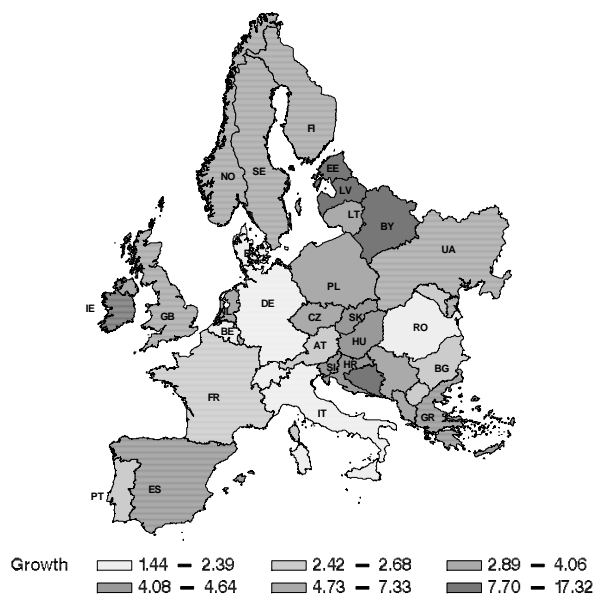 FI
NO SE
EE
LV
LT
BY
UA
PL
DE
IE
GB
BE
CZ
SK
RO
AT
HU
SI
HR
BG
FR
IT
GR
PT
ES
Growth 1.44 – 2.39 2.42 – 2.68 2.89 – 4.06
4.08 – 4.64 4.73 – 7.33 7.70 – 17.32